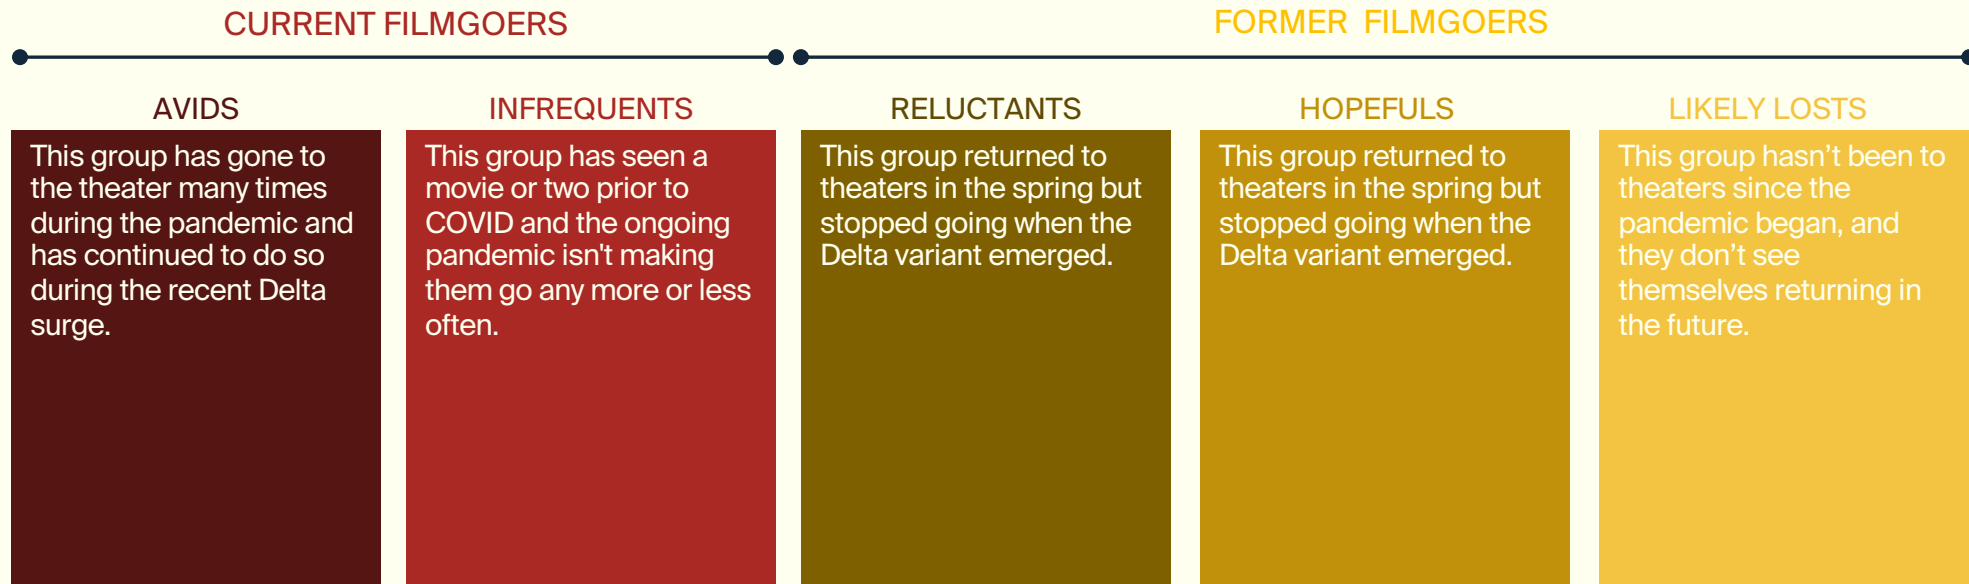 CURRENT FILMGOERS
FORMER FILMGOERS
AVIDS
This group has gone to
the theater many times
during the pandemic and
has continued to do so
during the recent Delta
surge.
INFREQUENTS
This group has seen a
movie or two prior to
COVID and the ongoing
pandemic isn't making
them go any more or less
often.
RELUCTANTS
This group returned to
theaters in the spring but
stopped going when the
Delta variant emerged.
HOPEFULS
This group returned to
theaters in the spring but
stopped going when the
Delta variant emerged.
LIKELY LOSTS
This group hasn’t been to
theaters since the
pandemic began, and
they don’t see
themselves returning in
the future.